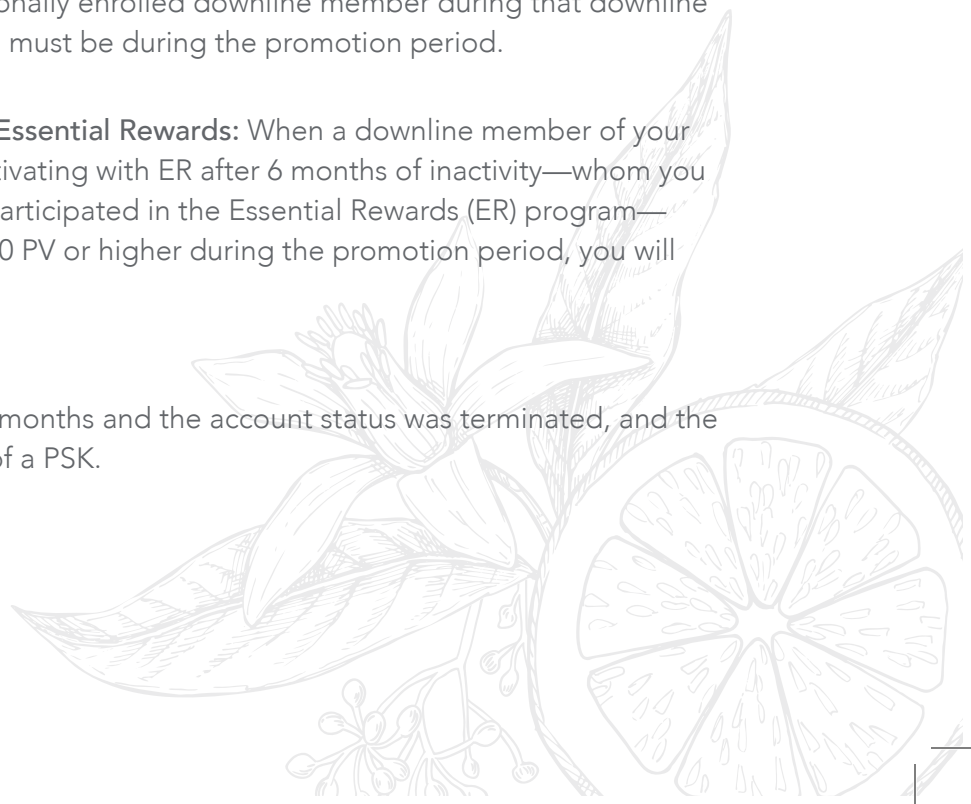 onally enrolled downline member during that downline
must be during the promotion period.
Essential Rewards: When a downline member of your
tivating with ER after 6 months of inactivity—whom you
articipated in the Essential Rewards (ER) program—
0 PV or higher during the promotion period, you will
months and the account status was terminated, and the
of a PSK.